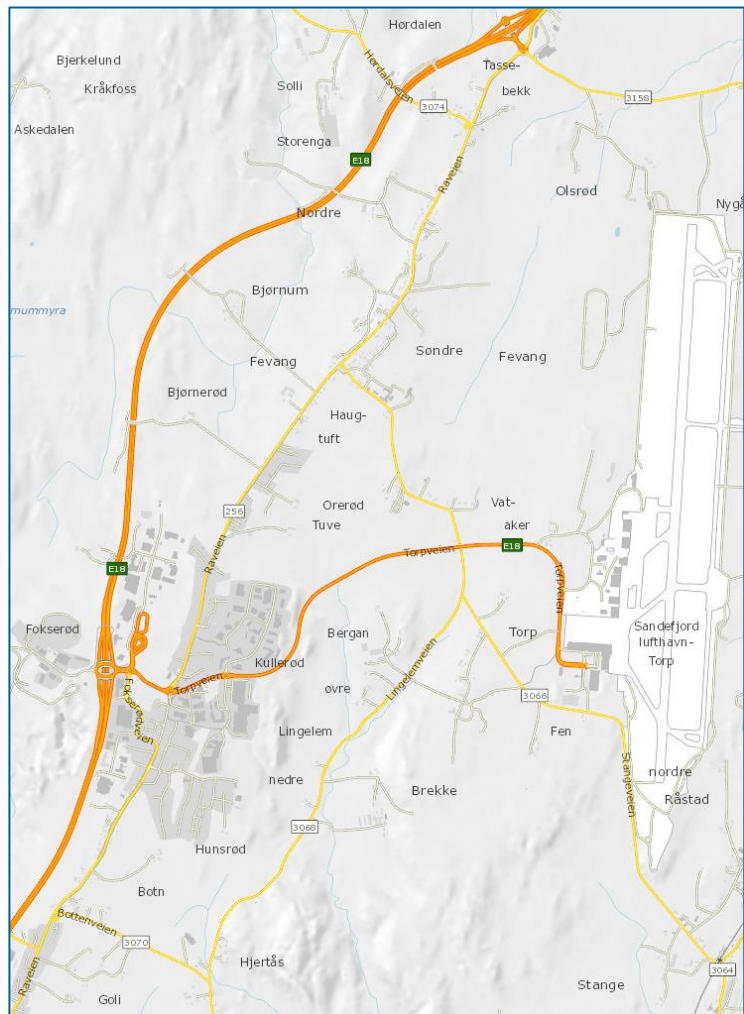 Hørdalen
Bjerkelund
Kråkfoss
Solli
Hørdalsveien
Tasse-
bekk
3074
3158
Askedalen
Storenga
E18
Raveien
Olsrød
Nordre
Nygå
Bjørnum
mummyra
Fevang
Søndre
Fevang
Bjørnerød
Haug-
tuft
256
Orerød
Tuve
Vat-
aker
Raveien
E18
Torpveien
E18
Torpveien
Fokserød
Bergan
Torp
Sandefjord
lufthavn-
Torp
Kullerød
Torpveien
Fokserødveien
øvre
Lingelemveien
3066
Lingelem
Fen
Stangeveien
nedre
Brekke
nordre
Råstad
3068
Hunsrød
Botn
Bottenveien
3070
Raveien
Hjertås
3064
Goli
Stange